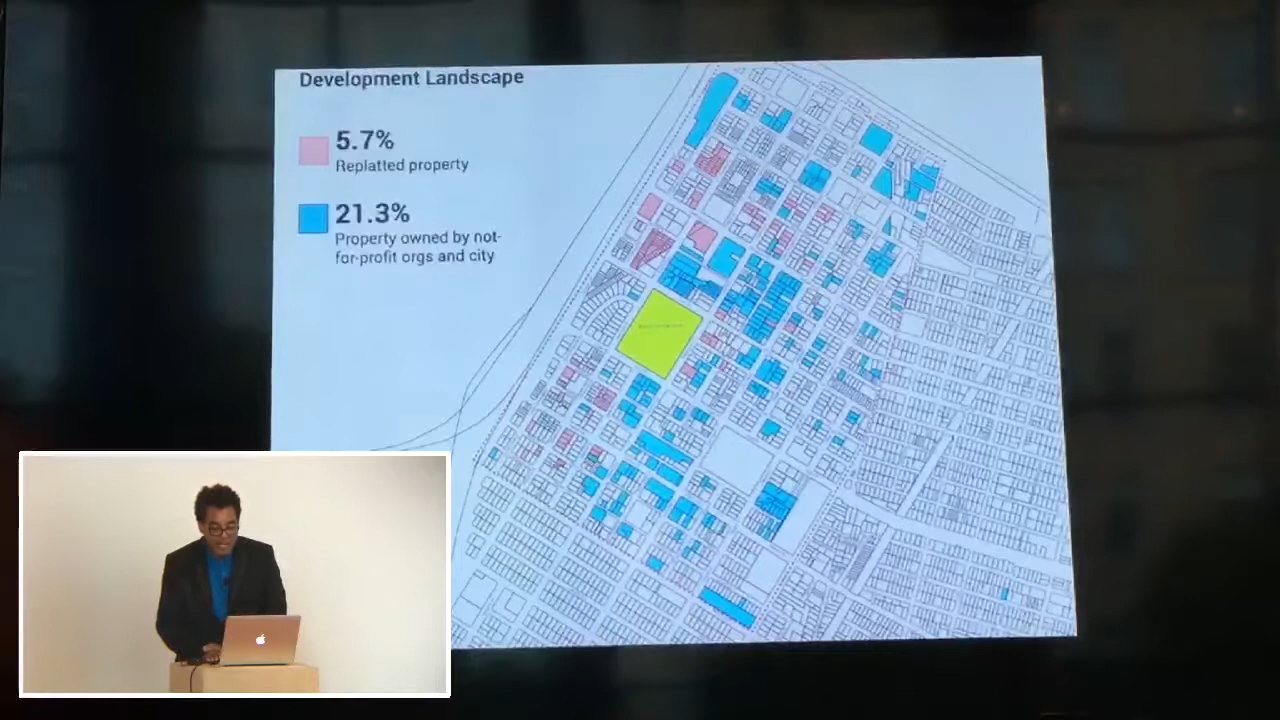 Development Landscape
5.7%
Replatted property
21.3%
Property owned by not-
for-profit orgs and city